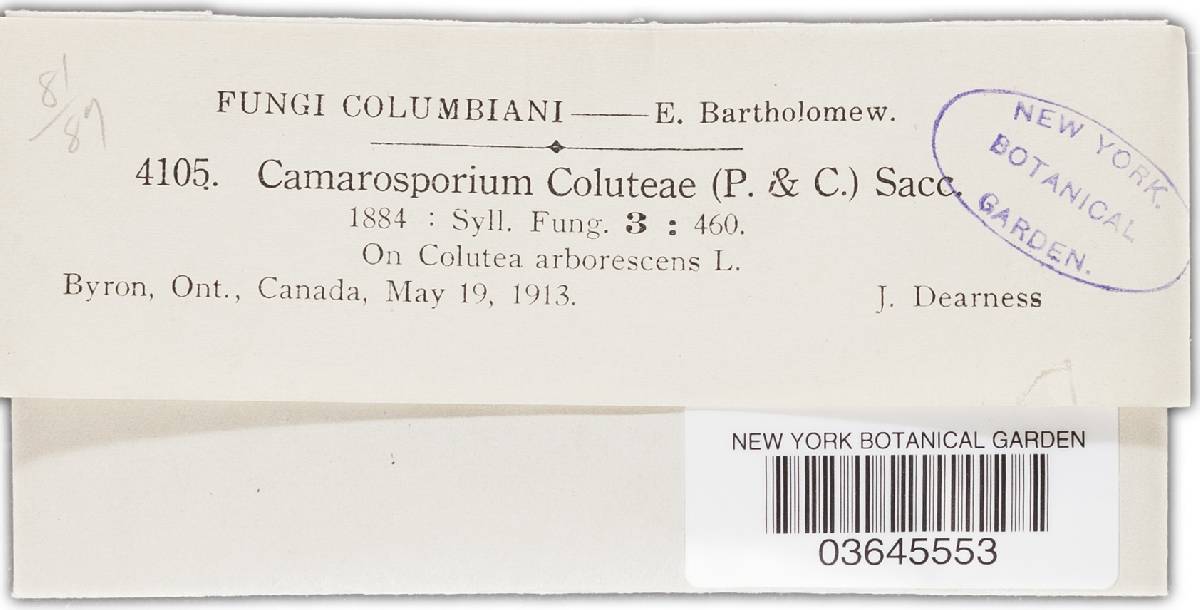 8/89
FUNGI COLUMBIANI—E. Bartholomew.
4105. Camarosporium Coluteae (P. & C.) Sacc.
1884 : Syll. Fung. 3 : 460.
On Colutea arborescens L.
Byron, Ont., Canada, May 19, 1913. J. Dearness
NEW YORK
BOTANICAL
GARDEN.
NEW YORK BOTANICAL GARDEN
03645553